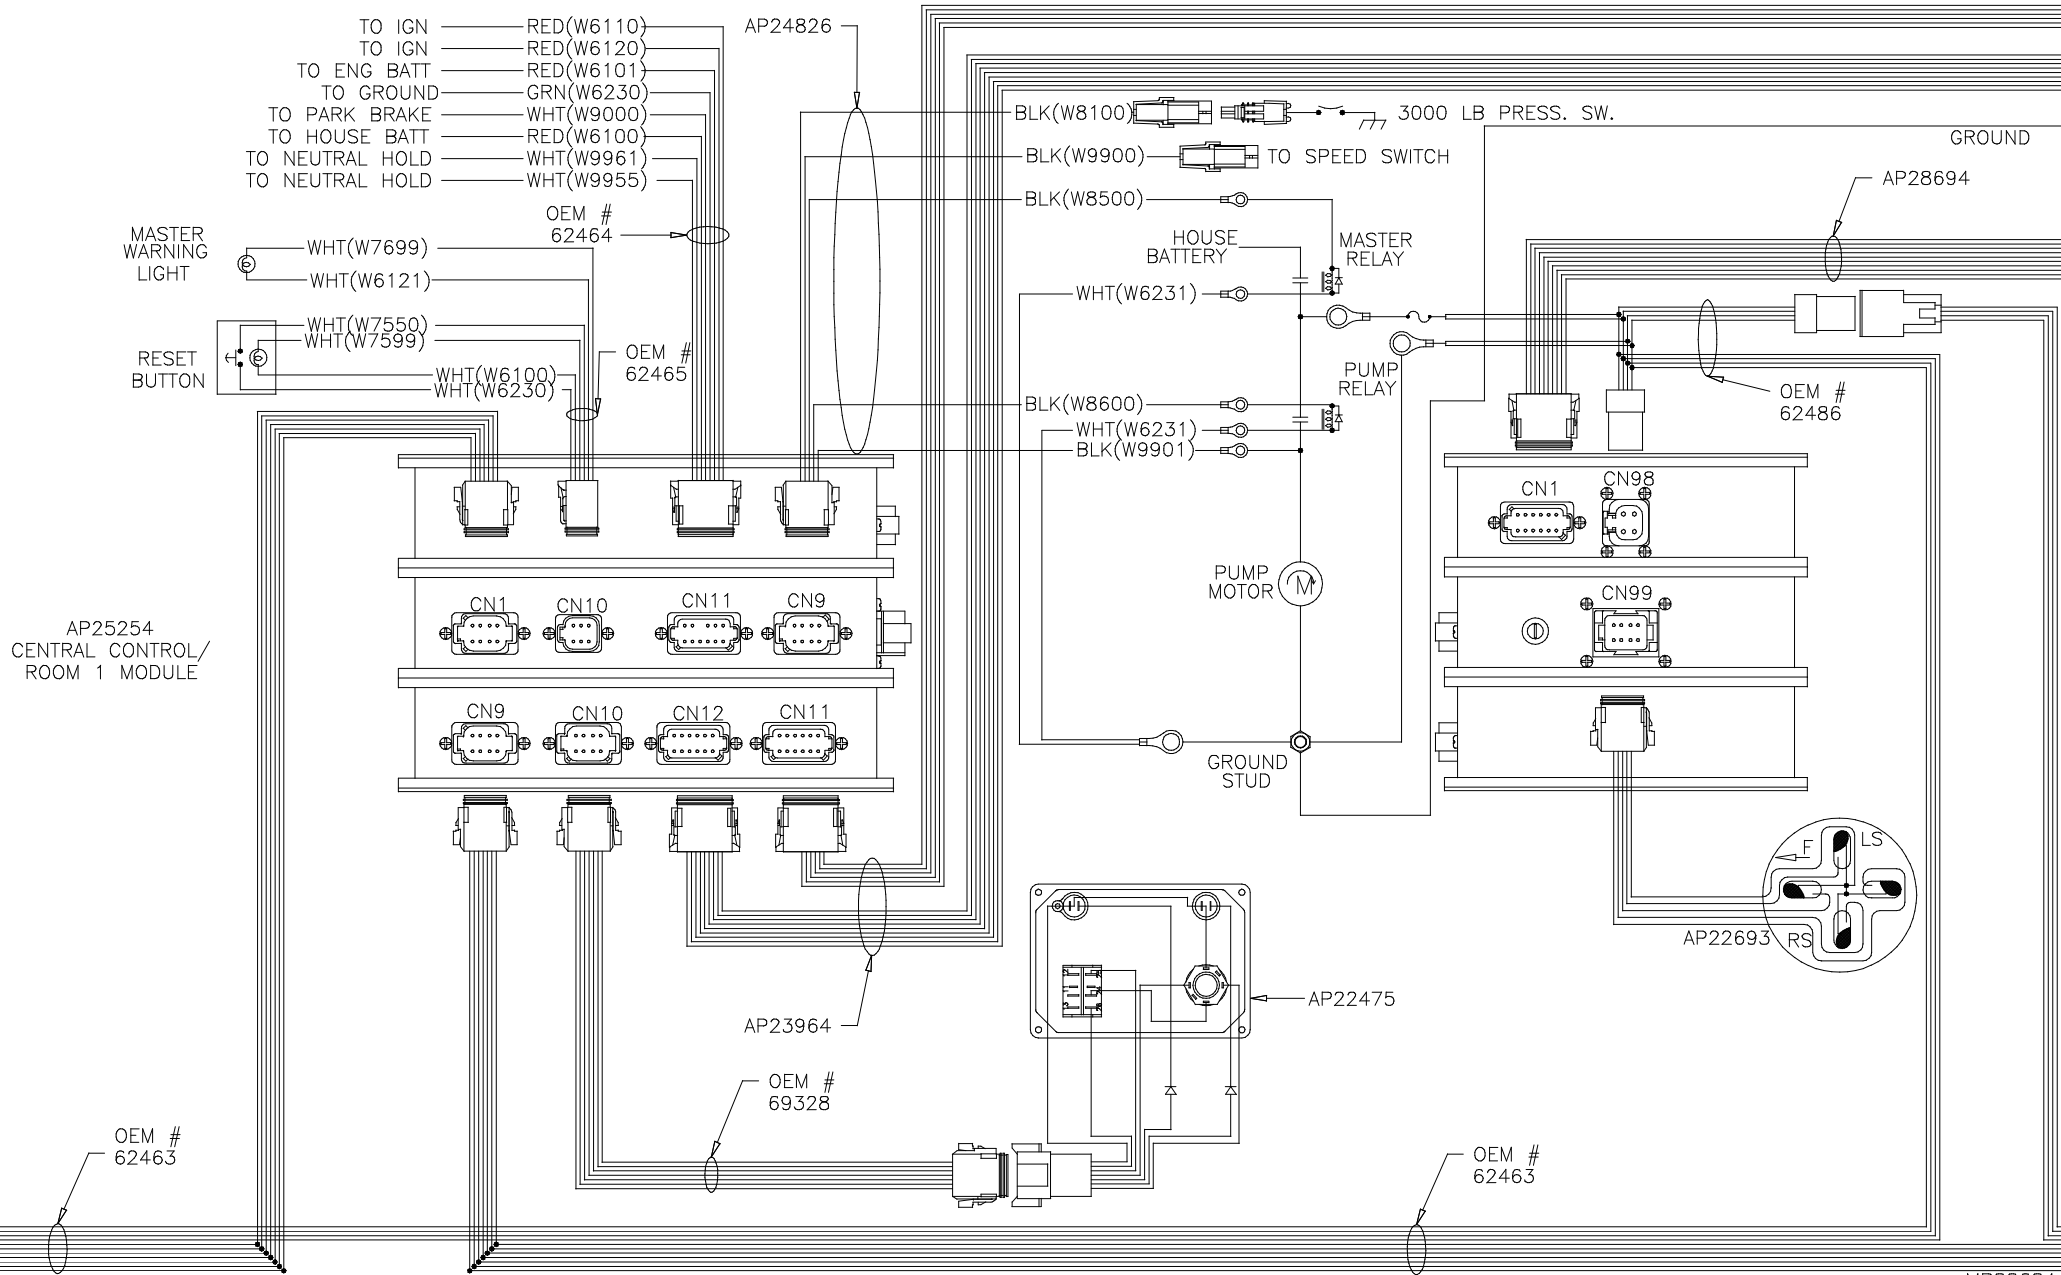 TO IGN RED(W6110)
TO IGN RED(W6120)
TO ENG BATT RED(W6101)
TO GROUND GRN(W6230)
TO PARK BRAKE WHT(W9000)
TO HOUSE BATT RED(W6100)
TO NEUTRAL HOLD WHT(W9961)
TO NEUTRAL HOLD WHT(W9955)
OEM #
62464
AP24826
BLK(W8100)
3000 LB PRESS. SW.
GROUND
BLK(W9900)
TO SPEED SWITCH
AP28694
BLK(W8500)
MASTER
WARNING
LIGHT
WHT(W7699)
WHT(W6121)
HOUSE
BATTERY
MASTER
RELAY
WHT(W6231)
RESET
BUTTON
WHT(W7550)
WHT(W7599)
WHT(W6100)
WHT(W6230)
OEM #
62465
PUMP
RELAY
OEM #
62486
BLK(W8600)
WHT(W6231)
BLK(W9901)
CN1
CN98
PUMP
MOTOR
M
CN99
AP25254
CENTRAL CONTROL/
ROOM 1 MODULE
CN1
CN10
CN11
CN9
CN9
CN10
CN12
CN11
GROUND
STUD
F
LS
AP22693
RS
AP22475
AP23964
OEM #
69328
OEM #
62463
OEM #
62463